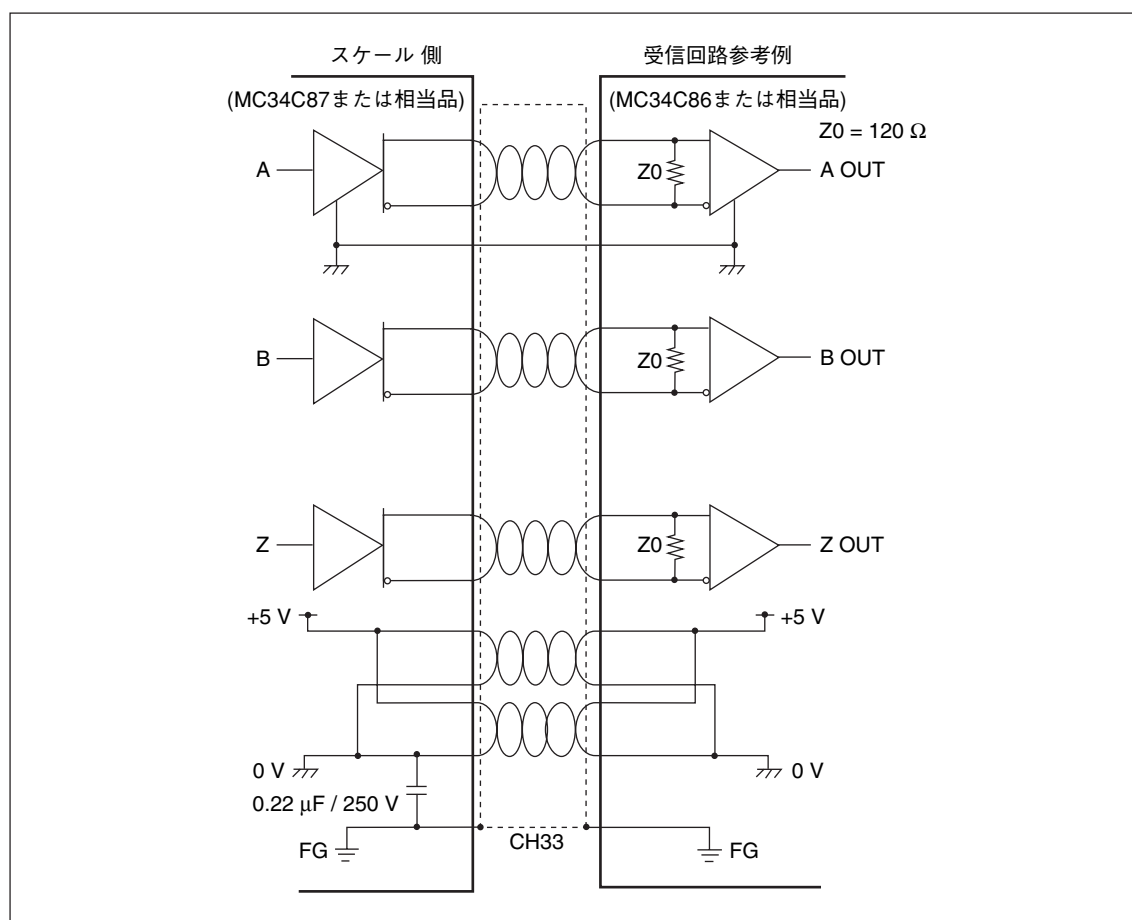 スケール 側
受信回路参考例
(MC34C87または相当品)
(MC34C86または相当品)
Z0 = 120 Ω
A
Z0
A OUT
B
Z0
B OUT
Z
Z0
Z OUT
+5 V
+5 V
0 V
0 V
0.22 μF / 250 V
CH33
FG
FG